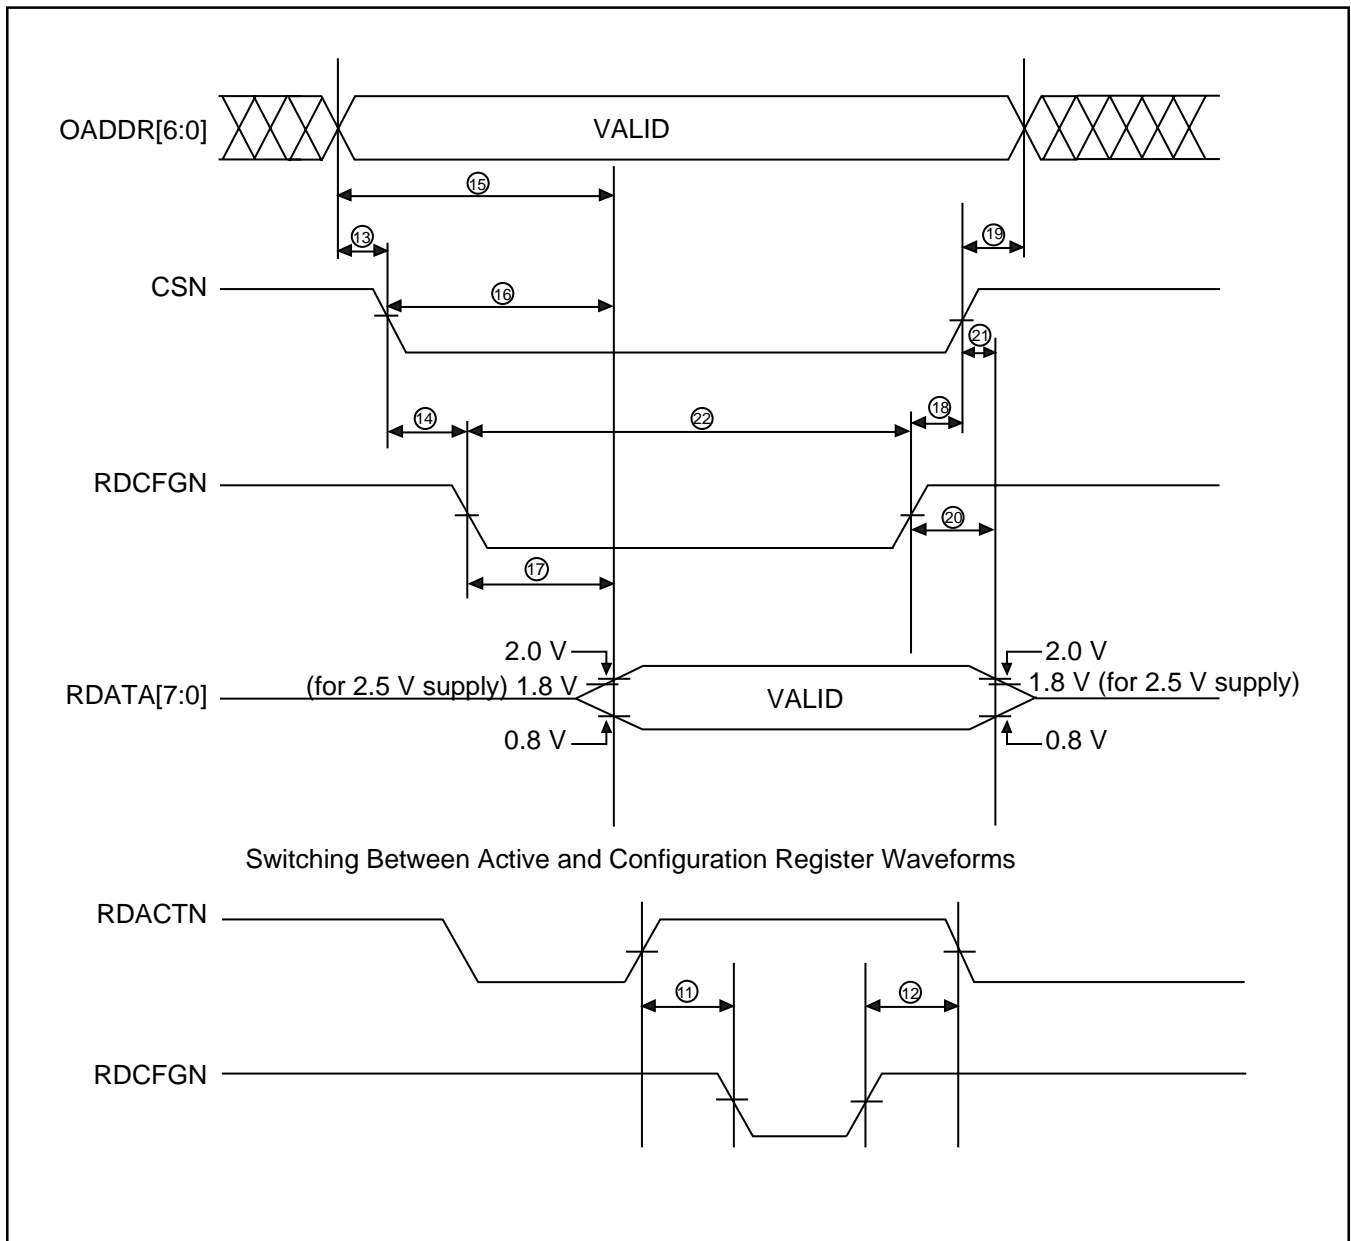 OADDR[6:0]
VALID
15
13
19
CSN
16
21
14
22
18
RDCFGN
20
17
2.0 V
2.0 V
RDATA[7:0]
(for 2.5 V supply) 1.8 V
VALID
1.8 V (for 2.5 V supply)
0.8 V
0.8 V
Switching Between Active and Configuration Register Waveforms
RDACTN
11
12
RDCFGN